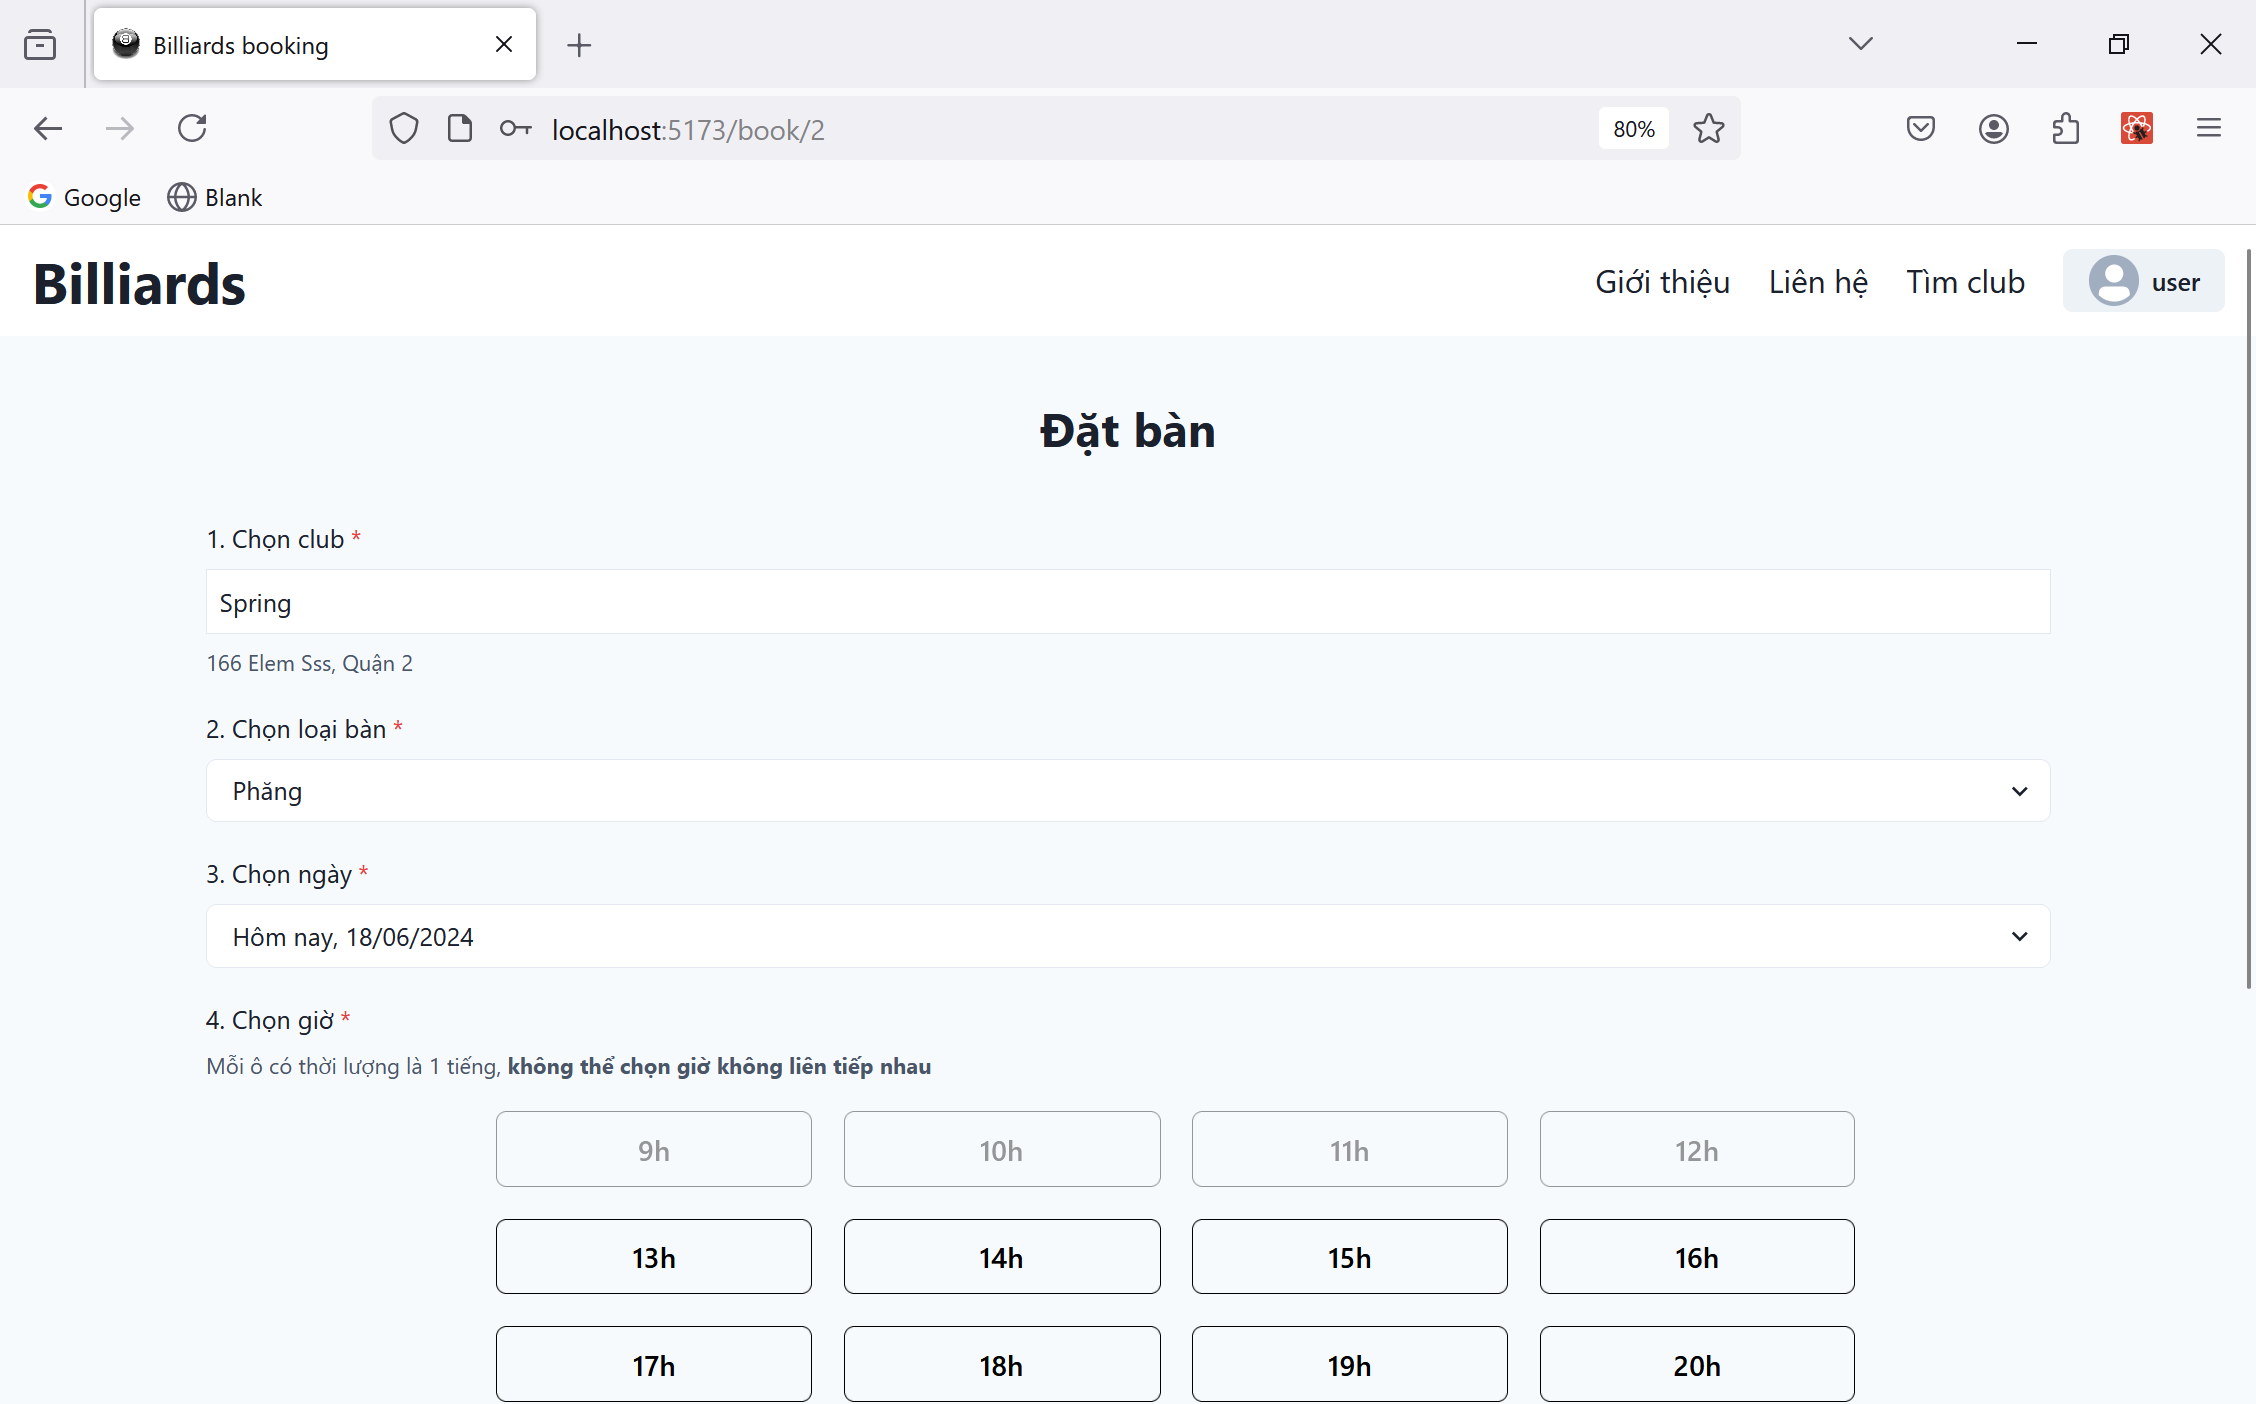 Billiards booking
localhost:5173/book/2
80%
Google Blank
Billiards
Giới thiệu Liên hệ Tìm club user
Đặt bàn
1. Chọn club *
Spring
166 Elem Sss, Quận 2
2. Chọn loại bàn *
Phăng
3. Chọn ngày *
Hôm nay, 18/06/2024
4. Chọn giờ *
Mỗi ô có thời lượng là 1 tiếng, không thể chọn giờ không liên tiếp nhau
9h 10h 11h 12h
13h 14h 15h 16h
17h 18h 19h 20h